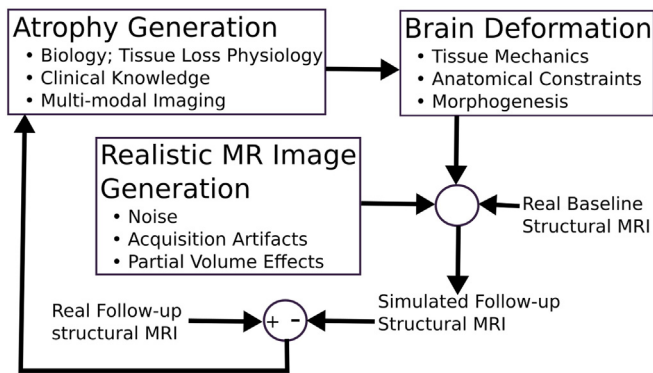 Atrophy Generation
• Biology; Tissue Loss Physiology
• Clinical Knowledge
• Multi-modal Imaging
Brain Deformation
• Tissue Mechanics
• Anatomical Constraints
• Morphogenesis
Realistic MR Image
Generation
• Noise
• Acquisition Artifacts
• Partial Volume Effects
Real Baseline
Structural MRI
Simulated Follow-up
Structural MRI
Real Follow-up
structural MRI
+ -